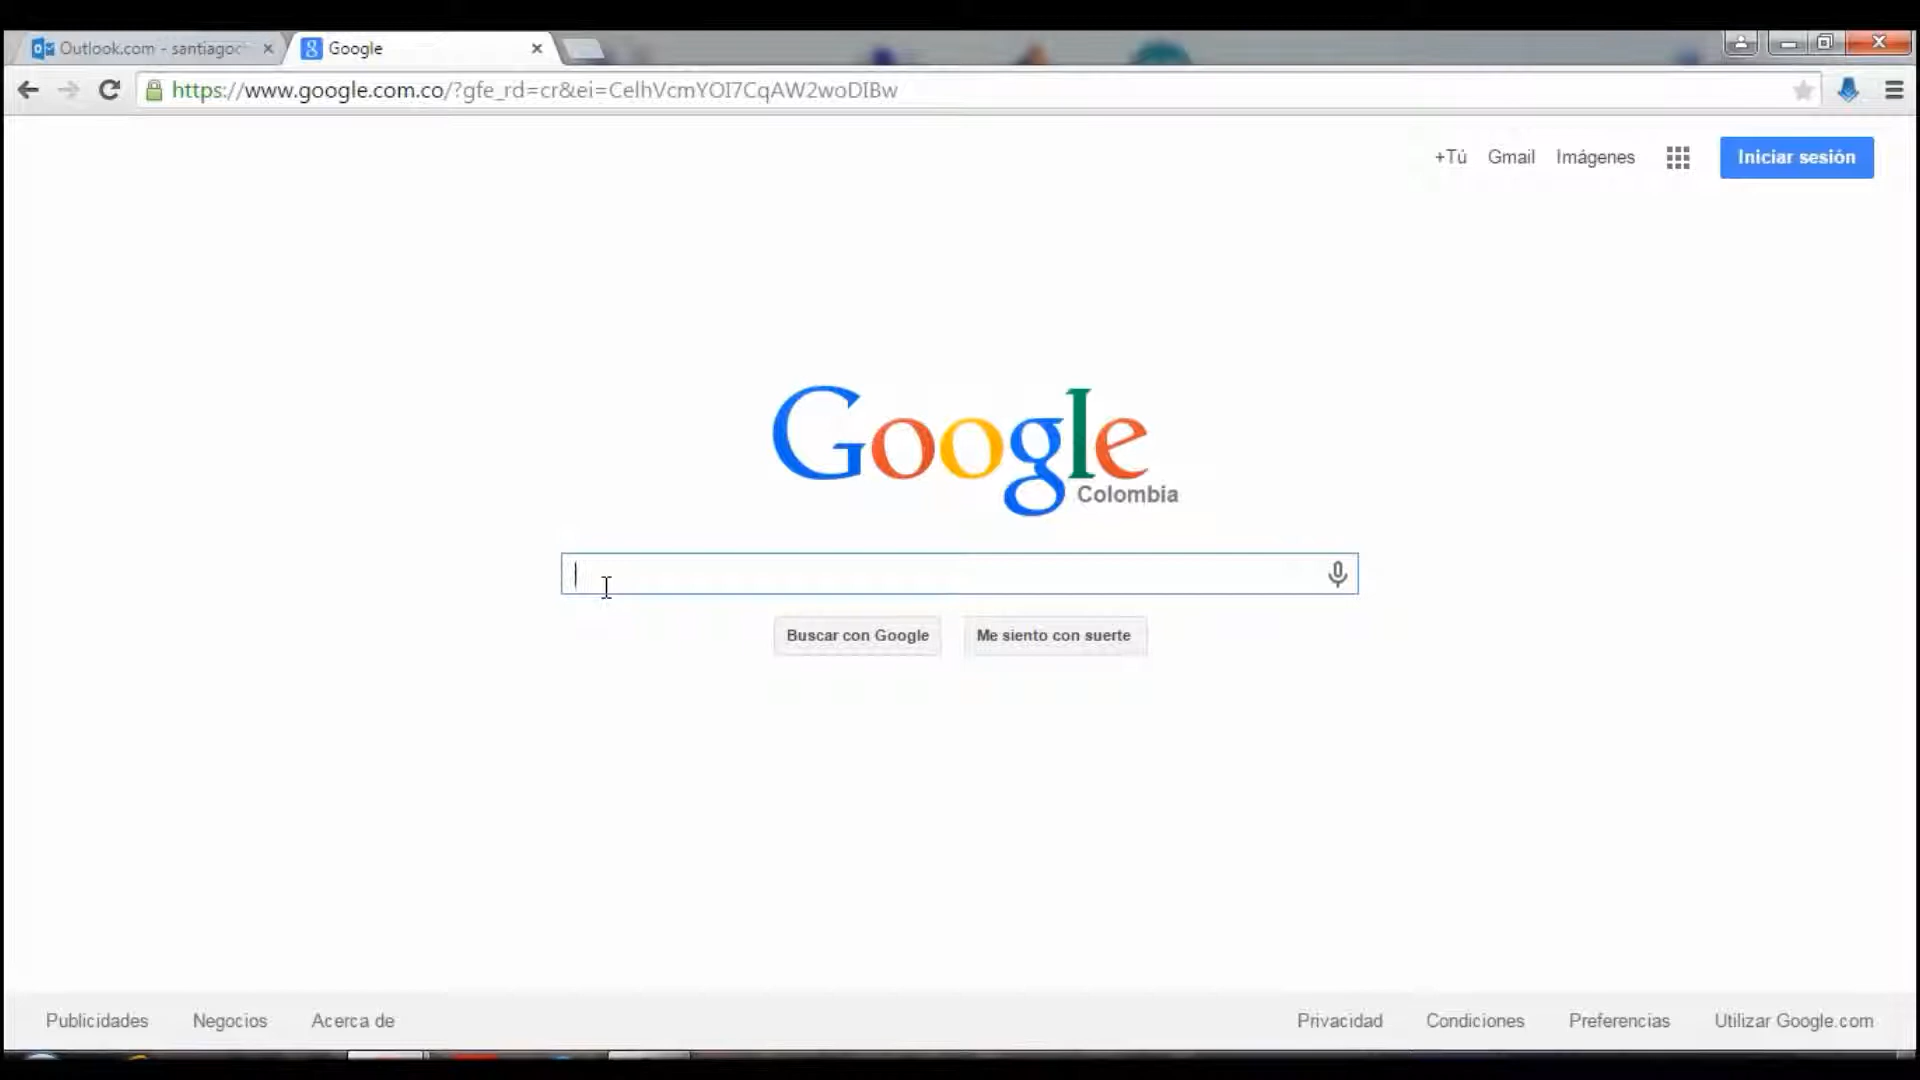 Outlook.com - santiagoc
Google
https://www.google.com.co/?gfe_rd=cr&ei=CelhVcmYOI7CqAW2woDIBw
+Tú Gmail Imágenes Iniciar sesión
Google
Colombia
Buscar con Google Me siento con suerte
Publicidades Negocios Acerca de Privacidad Condiciones Preferencias Utilizar Google.com